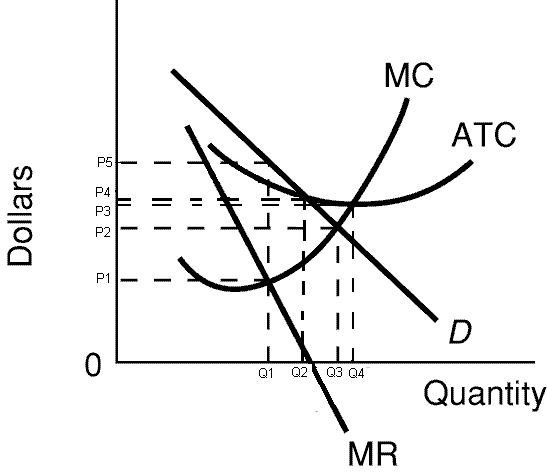 MC
ATC
P5
P4
P3
P2
P1
Dollars
D
0
Q1
Q2
Q3
Q4
Quantity
MR